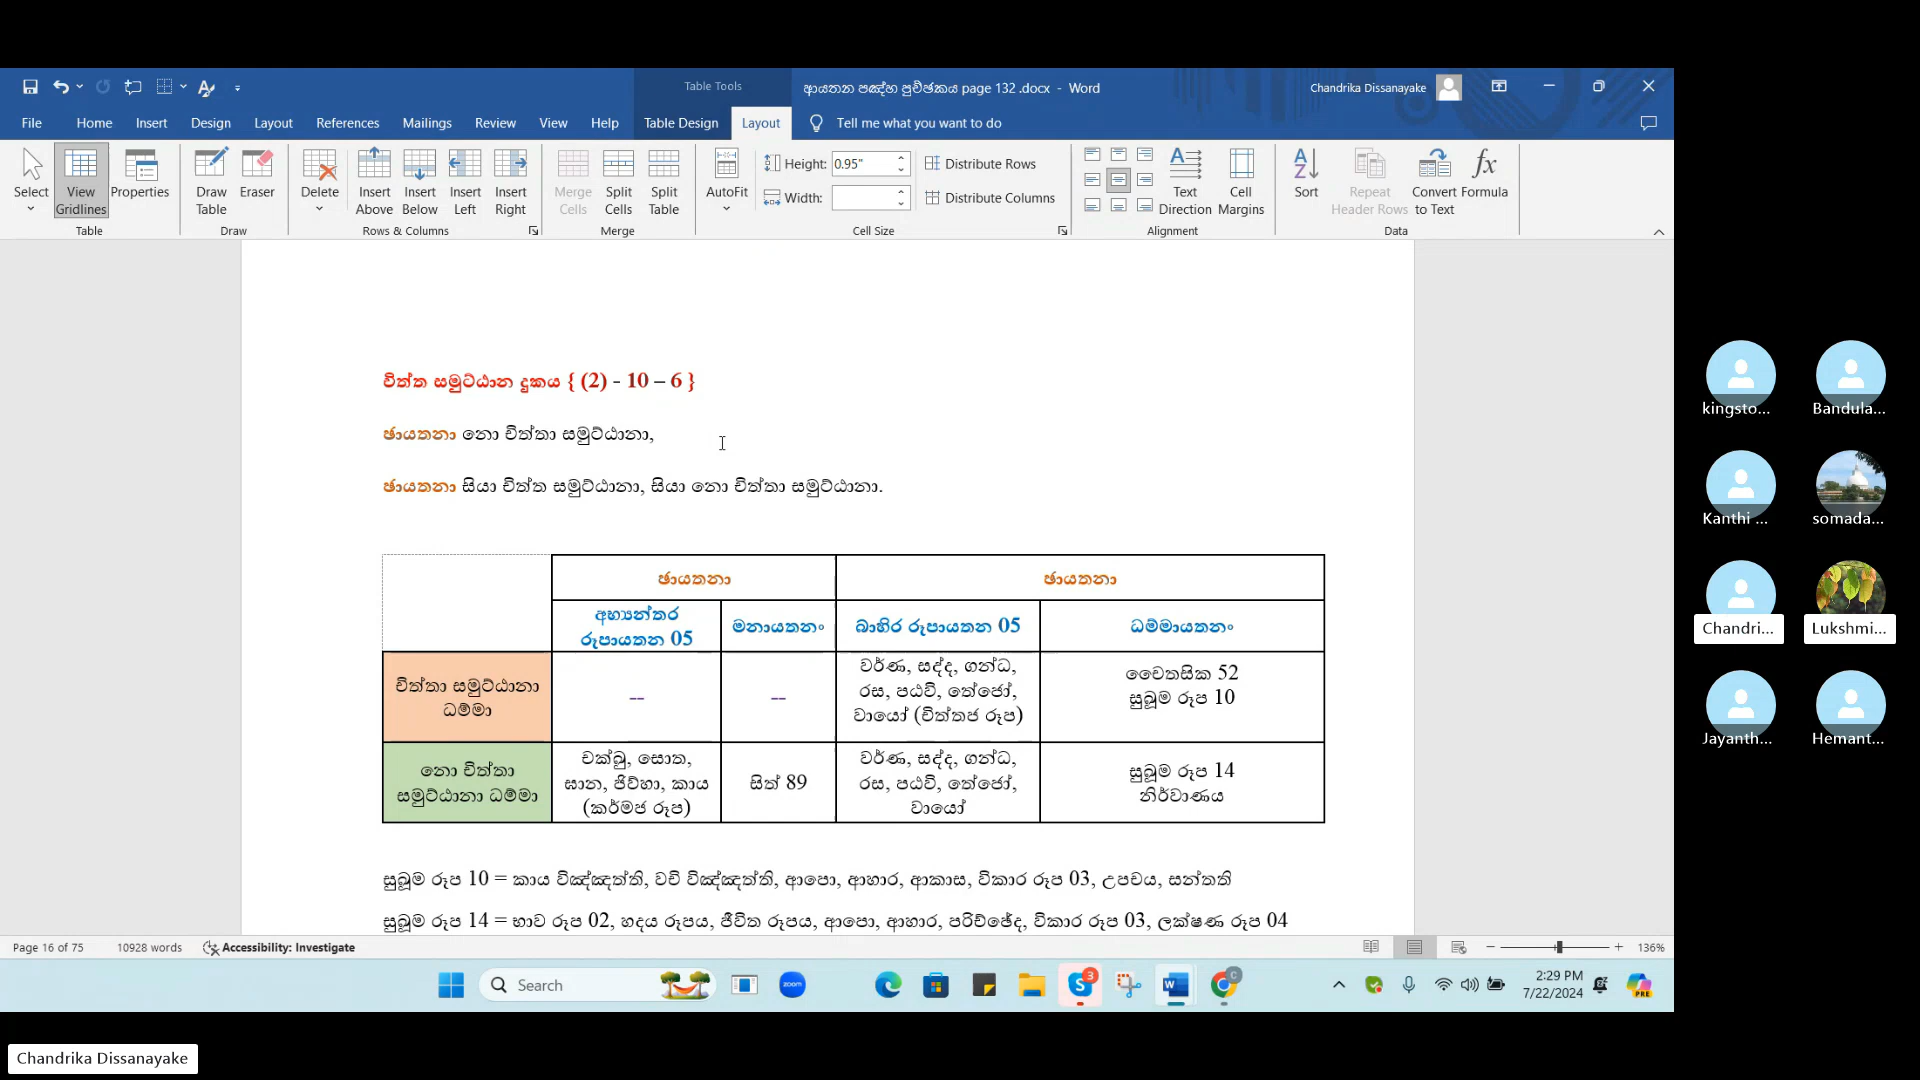 Table Tools
ආයතන පඤ්හ පුච්ඡකය page 132 .docx - Word
Chandrika Dissanayake
File Home Insert Design Layout References Mailings Review View Help Table Design Layout Tell me what you want to do
Select View Gridlines Properties
Table
Draw Table Eraser
Draw
Delete Insert Above Insert Below Insert Left Insert Right
Rows & Columns
Merge Cells Split Cells Split Table
Merge
AutoFit Height: 0.95" Distribute Rows
Width: Distribute Columns
Cell Size
Text Direction Cell Margins
Alignment
Sort Repeat Header Rows Convert to Text Formula
Data
චිත්ත සමුට්ඨාන දුකය { (2) - 10 – 6 }
ඡායතනා නො චිත්තා සමුට්ඨානා,
ඡායතනා සියා චිත්ත සමුට්ඨානා, සියා නො චිත්තා සමුට්ඨානා.
ඡායතනා ඡායතනා
අභ්‍යන්තර රූපායතන 05 මනායතනං බාහිර රූපායතන 05 ධම්මායතනං
චිත්තා සමුට්ඨානා ධම්මා -- -- වර්ණ, සද්ද, ගන්ධ, රස, පඨවි, තේජෝ, වායෝ (චිත්තජ රූප) චෛතසික 52 සුඛූම රූප 10
නො චිත්තා සමුට්ඨානා ධම්මා චක්ඛු, සොත, ඝාන, ජිව්හා, කාය (කර්මජ රූප) සිත් 89 වර්ණ, සද්ද, ගන්ධ, රස, පඨවි, තේජෝ, වායෝ සුඛූම රූප 14 නිර්වාණය
සුඛූම රූප 10 = කාය විඤ්ඤත්ති, වචි විඤ්ඤත්ති, ආපො, ආහාර, ආකාස, විකාර රූප 03, උපචය, සන්තති
සුඛූම රූප 14 = භාව රූප 02, හදය රූපය, ජීවිත රූපය, ආපො, ආහාර, පරිච්ඡේද, විකාර රූප 03, ලක්ෂණ රූප 04
Page 16 of 75 10928 words Accessibility: Investigate 136%
Search
zoom
3
C
2:29 PM
7/22/2024
PRE
kingsto... Bandula...
Kanthi ... somada...
Chandri... Lukshmi...
Jayanth... Hemant...
Chandrika Dissanayake